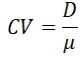 CV = D / μ